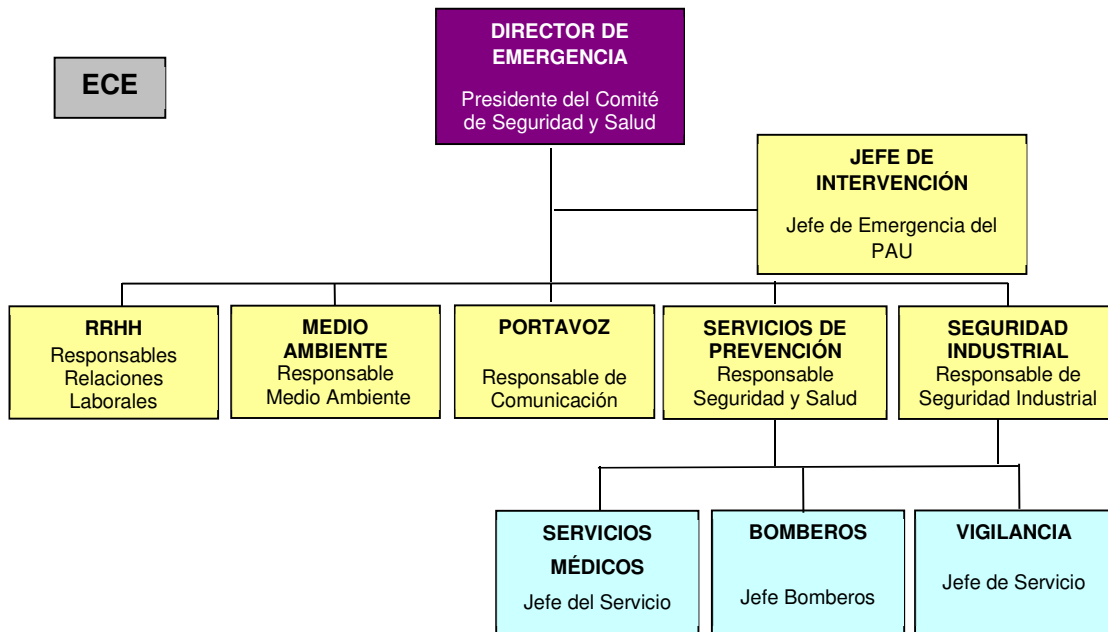 DIRECTOR DE
EMERGENCIA
Presidente del Comité
de Seguridad y Salud
ECE
JEFE DE
INTERVENCIÓN
Jefe de Emergencia del
PAU
RRHH
Responsables
Relaciones
Laborales
MEDIO
AMBIENTE
Responsable
Medio Ambiente
PORTAVOZ
Responsable de
Comunicación
SERVICIOS DE
PREVENCIÓN
Responsable
Seguridad y Salud
SEGURIDAD
INDUSTRIAL
Responsable de
Seguridad Industrial
SERVICIOS
MÉDICOS
Jefe del Servicio
BOMBEROS
Jefe Bomberos
VIGILANCIA
Jefe de Servicio